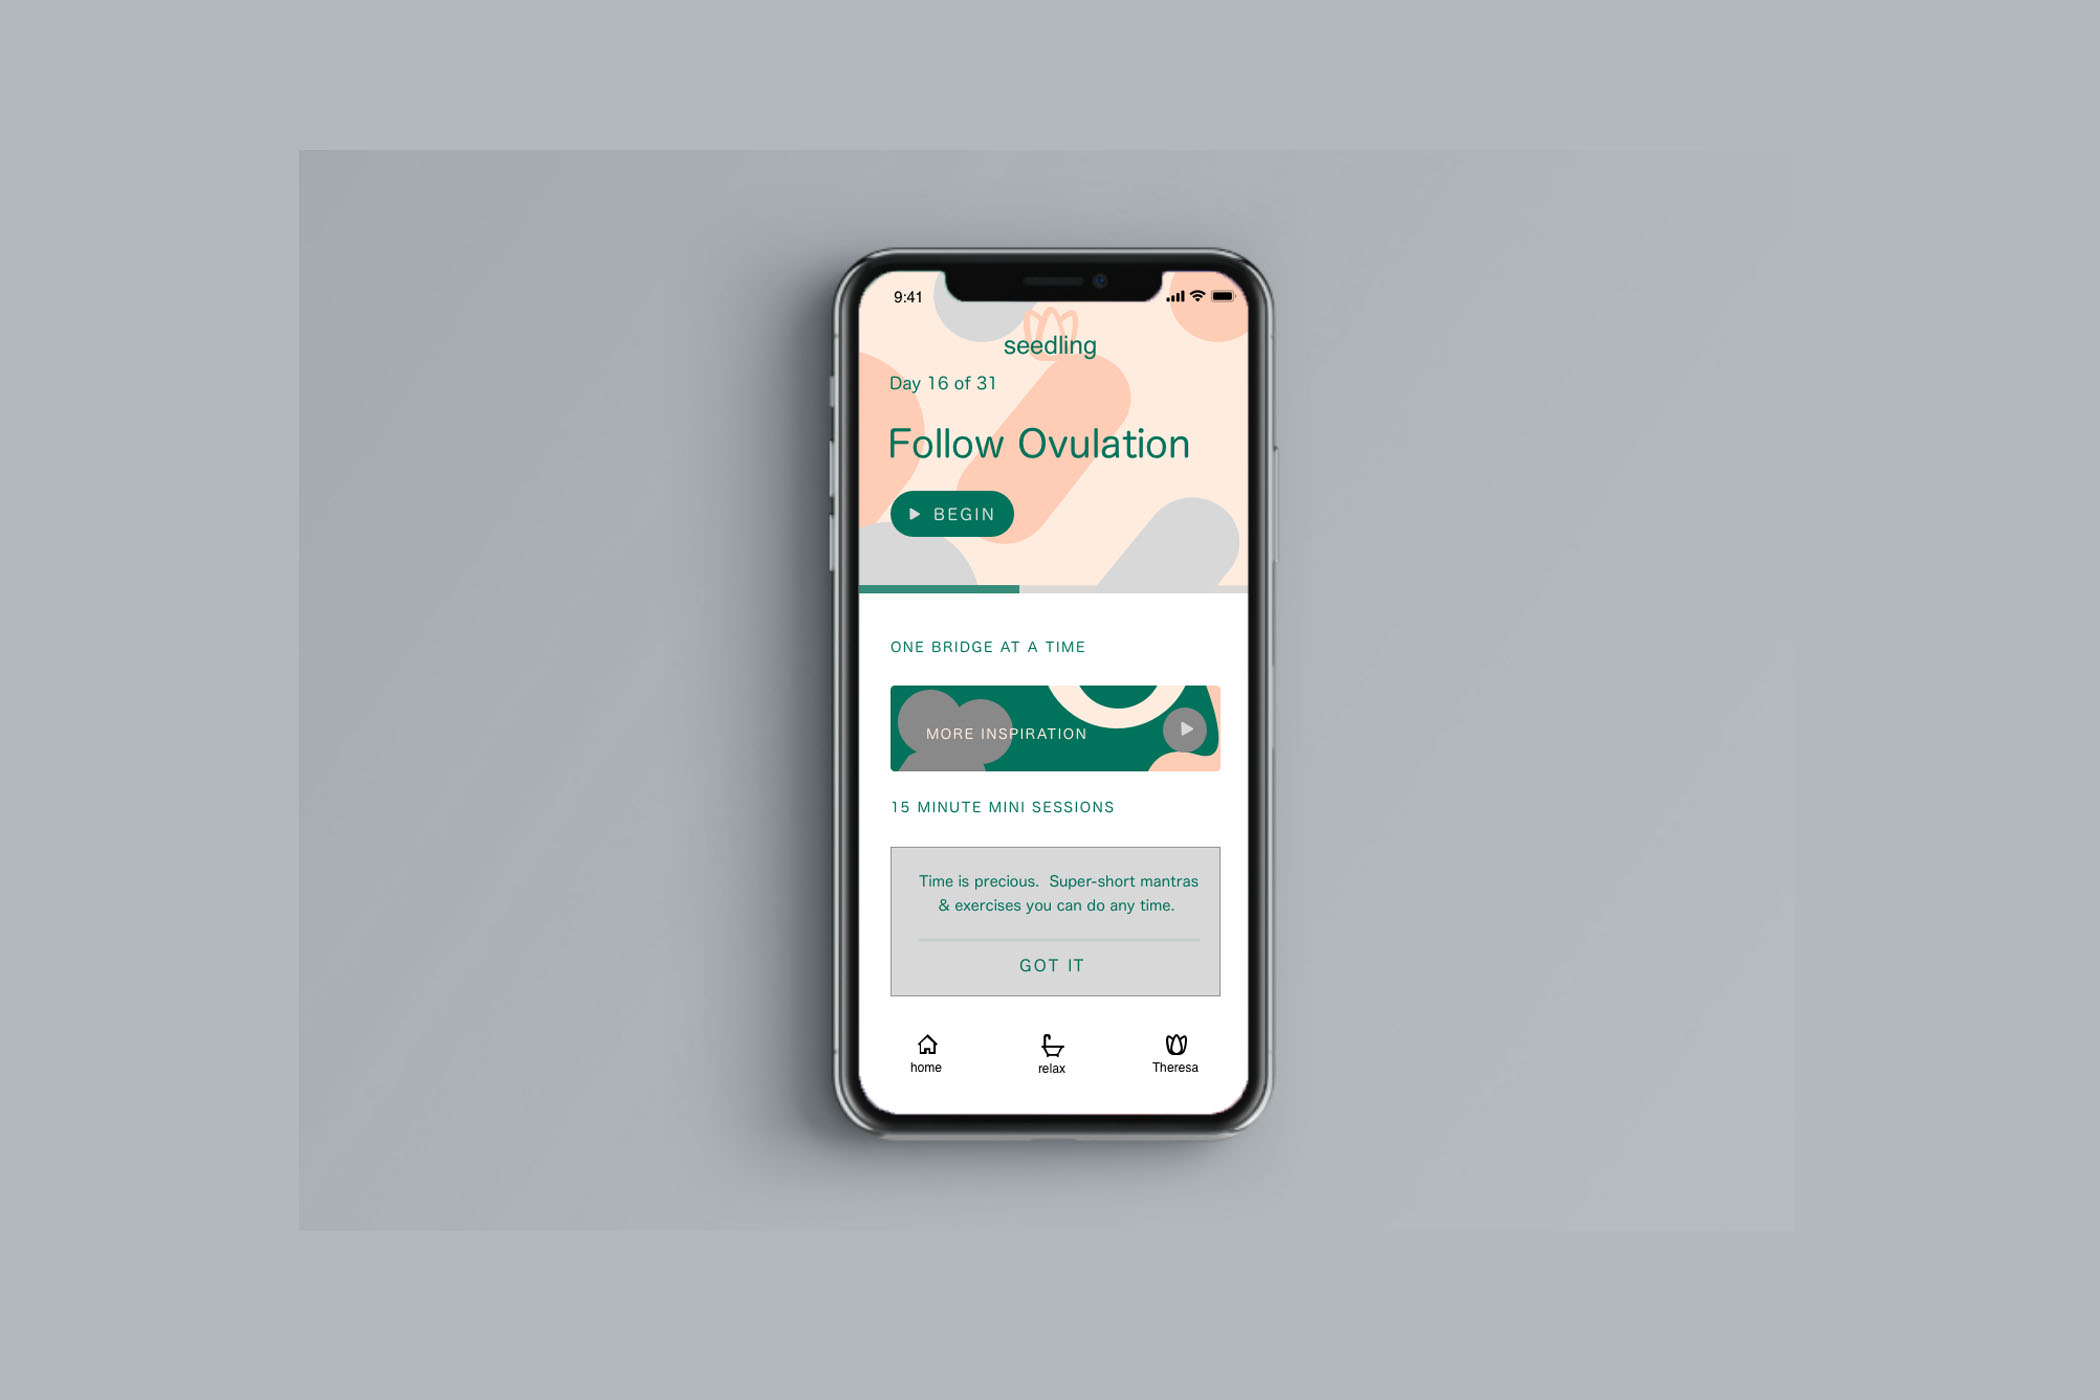 9:41
seedling
Day 16 of 31
Follow Ovulation
BEGIN
ONE BRIDGE AT A TIME
MORE INSPIRATION
15 MINUTE MINI SESSIONS
Time is precious.  Super-short mantras
& exercises you can do any time.
GOT IT
home
relax
Theresa